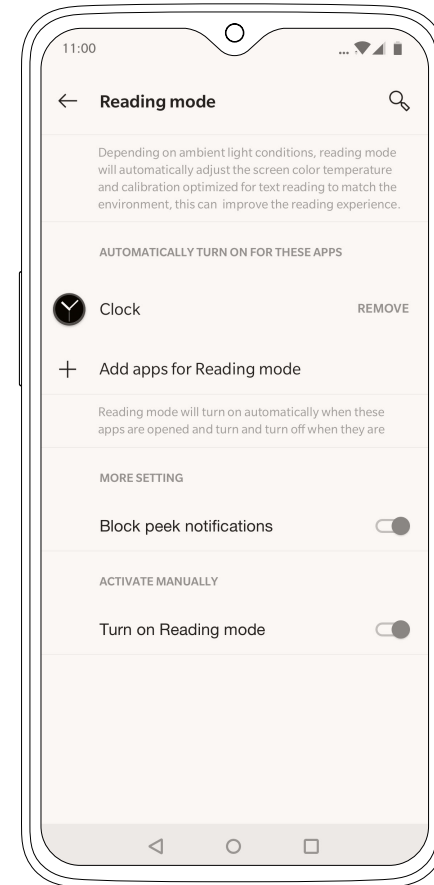 11:00
...
Reading mode
Depending on ambient light conditions, reading mode
will automatically adjust the screen color temperature
and calibration optimized for text reading to match the
environment, this can improve the reading experience.
AUTOMATICALLY TURN ON FOR THESE APPS
Clock REMOVE
Add apps for Reading mode
Reading mode will turn on automatically when these
apps are opened and turn and turn off when they are
MORE SETTING
Block peek notifications
ACTIVATE MANUALLY
Turn on Reading mode